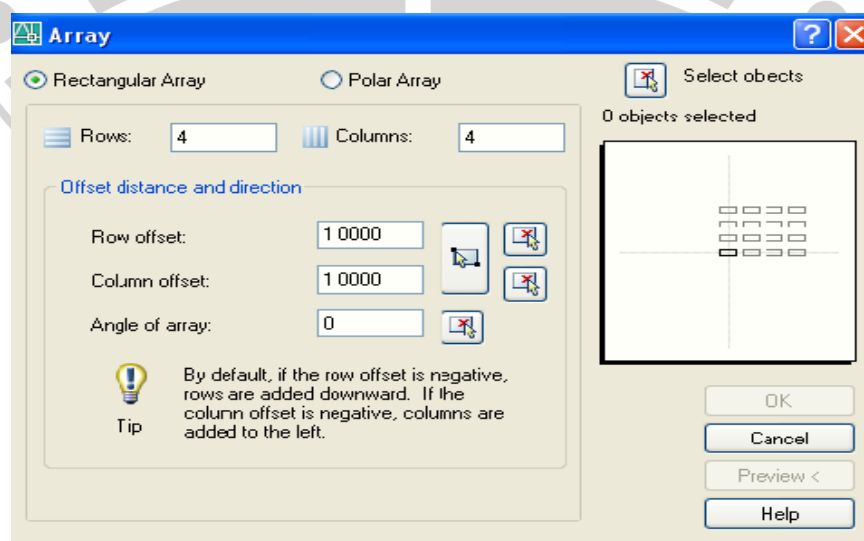 Array
Rectangular Array Polar Array Select obects
0 objects selected
Rows: 4 Columns: 4
Offset distance and direction
Row offset: 1 0000
Column offset: 1 0000
Angle of array: 0
By default, if the row offset is negative,
rows are added downward. If the
column offset is negative, columns are
added to the left.
Tip
OK
Cancel
Preview <
Help